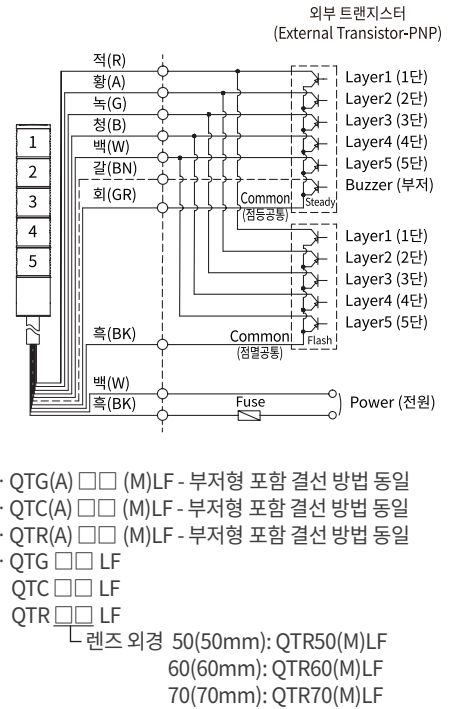 외부 트랜지스터
(External Transistor-PNP)
적(R)
황(A)
녹(G)
청(B)
백(W)
갈(BN)
회(GR)
1
2
3
4
5
Layer1 (1단)
Layer2 (2단)
Layer3 (3단)
Layer4 (4단)
Layer5 (5단)
Buzzer (부저)
Common
(점등공통)
Steady
Layer1 (1단)
Layer2 (2단)
Layer3 (3단)
Layer4 (4단)
Layer5 (5단)
흑(BK)
Common
(점멸공통)
Flash
백(W)
흑(BK)
Fuse
Power (전원)
· QTG(A) □□ (M)LF - 부저형 포함 결선 방법 동일
· QTC(A) □□ (M)LF - 부저형 포함 결선 방법 동일
· QTR(A) □□ (M)LF - 부저형 포함 결선 방법 동일
· QTG □□ LF
QTC □□ LF
QTR □□ LF
렌즈 외경 50(50mm): QTR50(M)LF
60(60mm): QTR60(M)LF
70(70mm): QTR70(M)LF